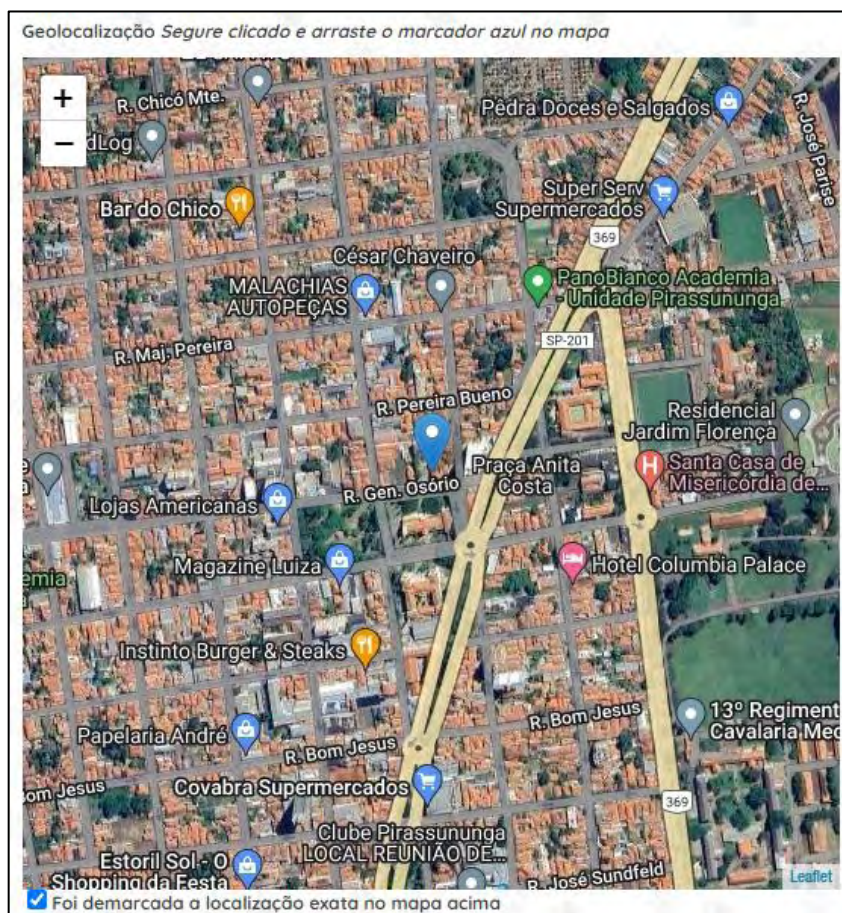 Geolocalização Segure clicado e arraste o marcador azul no mapa
+
−
R. Chicó Mte.
dLog
Bar do Chico
Pêdra Doces e Salgados
R. José Parise
Super Serv
Supermercados
369
César Chaveiro
MALACHIAS
AUTOPEÇAS
PanoBianco Academia
- Unidade Pirassununga
SP-201
R. Maj. Pereira
R. Pereira Bueno
Residencial
Jardim Florença
Praça Anita
Costa
Santa Casa de
Misericórdia de...
R. Gen. Osório
Lojas Americanas
Magazine Luiza
Hotel Columbia Palace
emia
Instinto Burger & Steaks
13º Regiment
Cavalaria Mec
Papelaria André
R. Bom Jesus
R. Bom Jesus
Bom Jesus
Covabra Supermercados
369
Clube Pirassununga
LOCAL REUNIÃO DE...
Estoril Sol - O
Shopping da Festa
R. José Sundfeld
Leaflet
Foi demarcada a localização exata no mapa acima